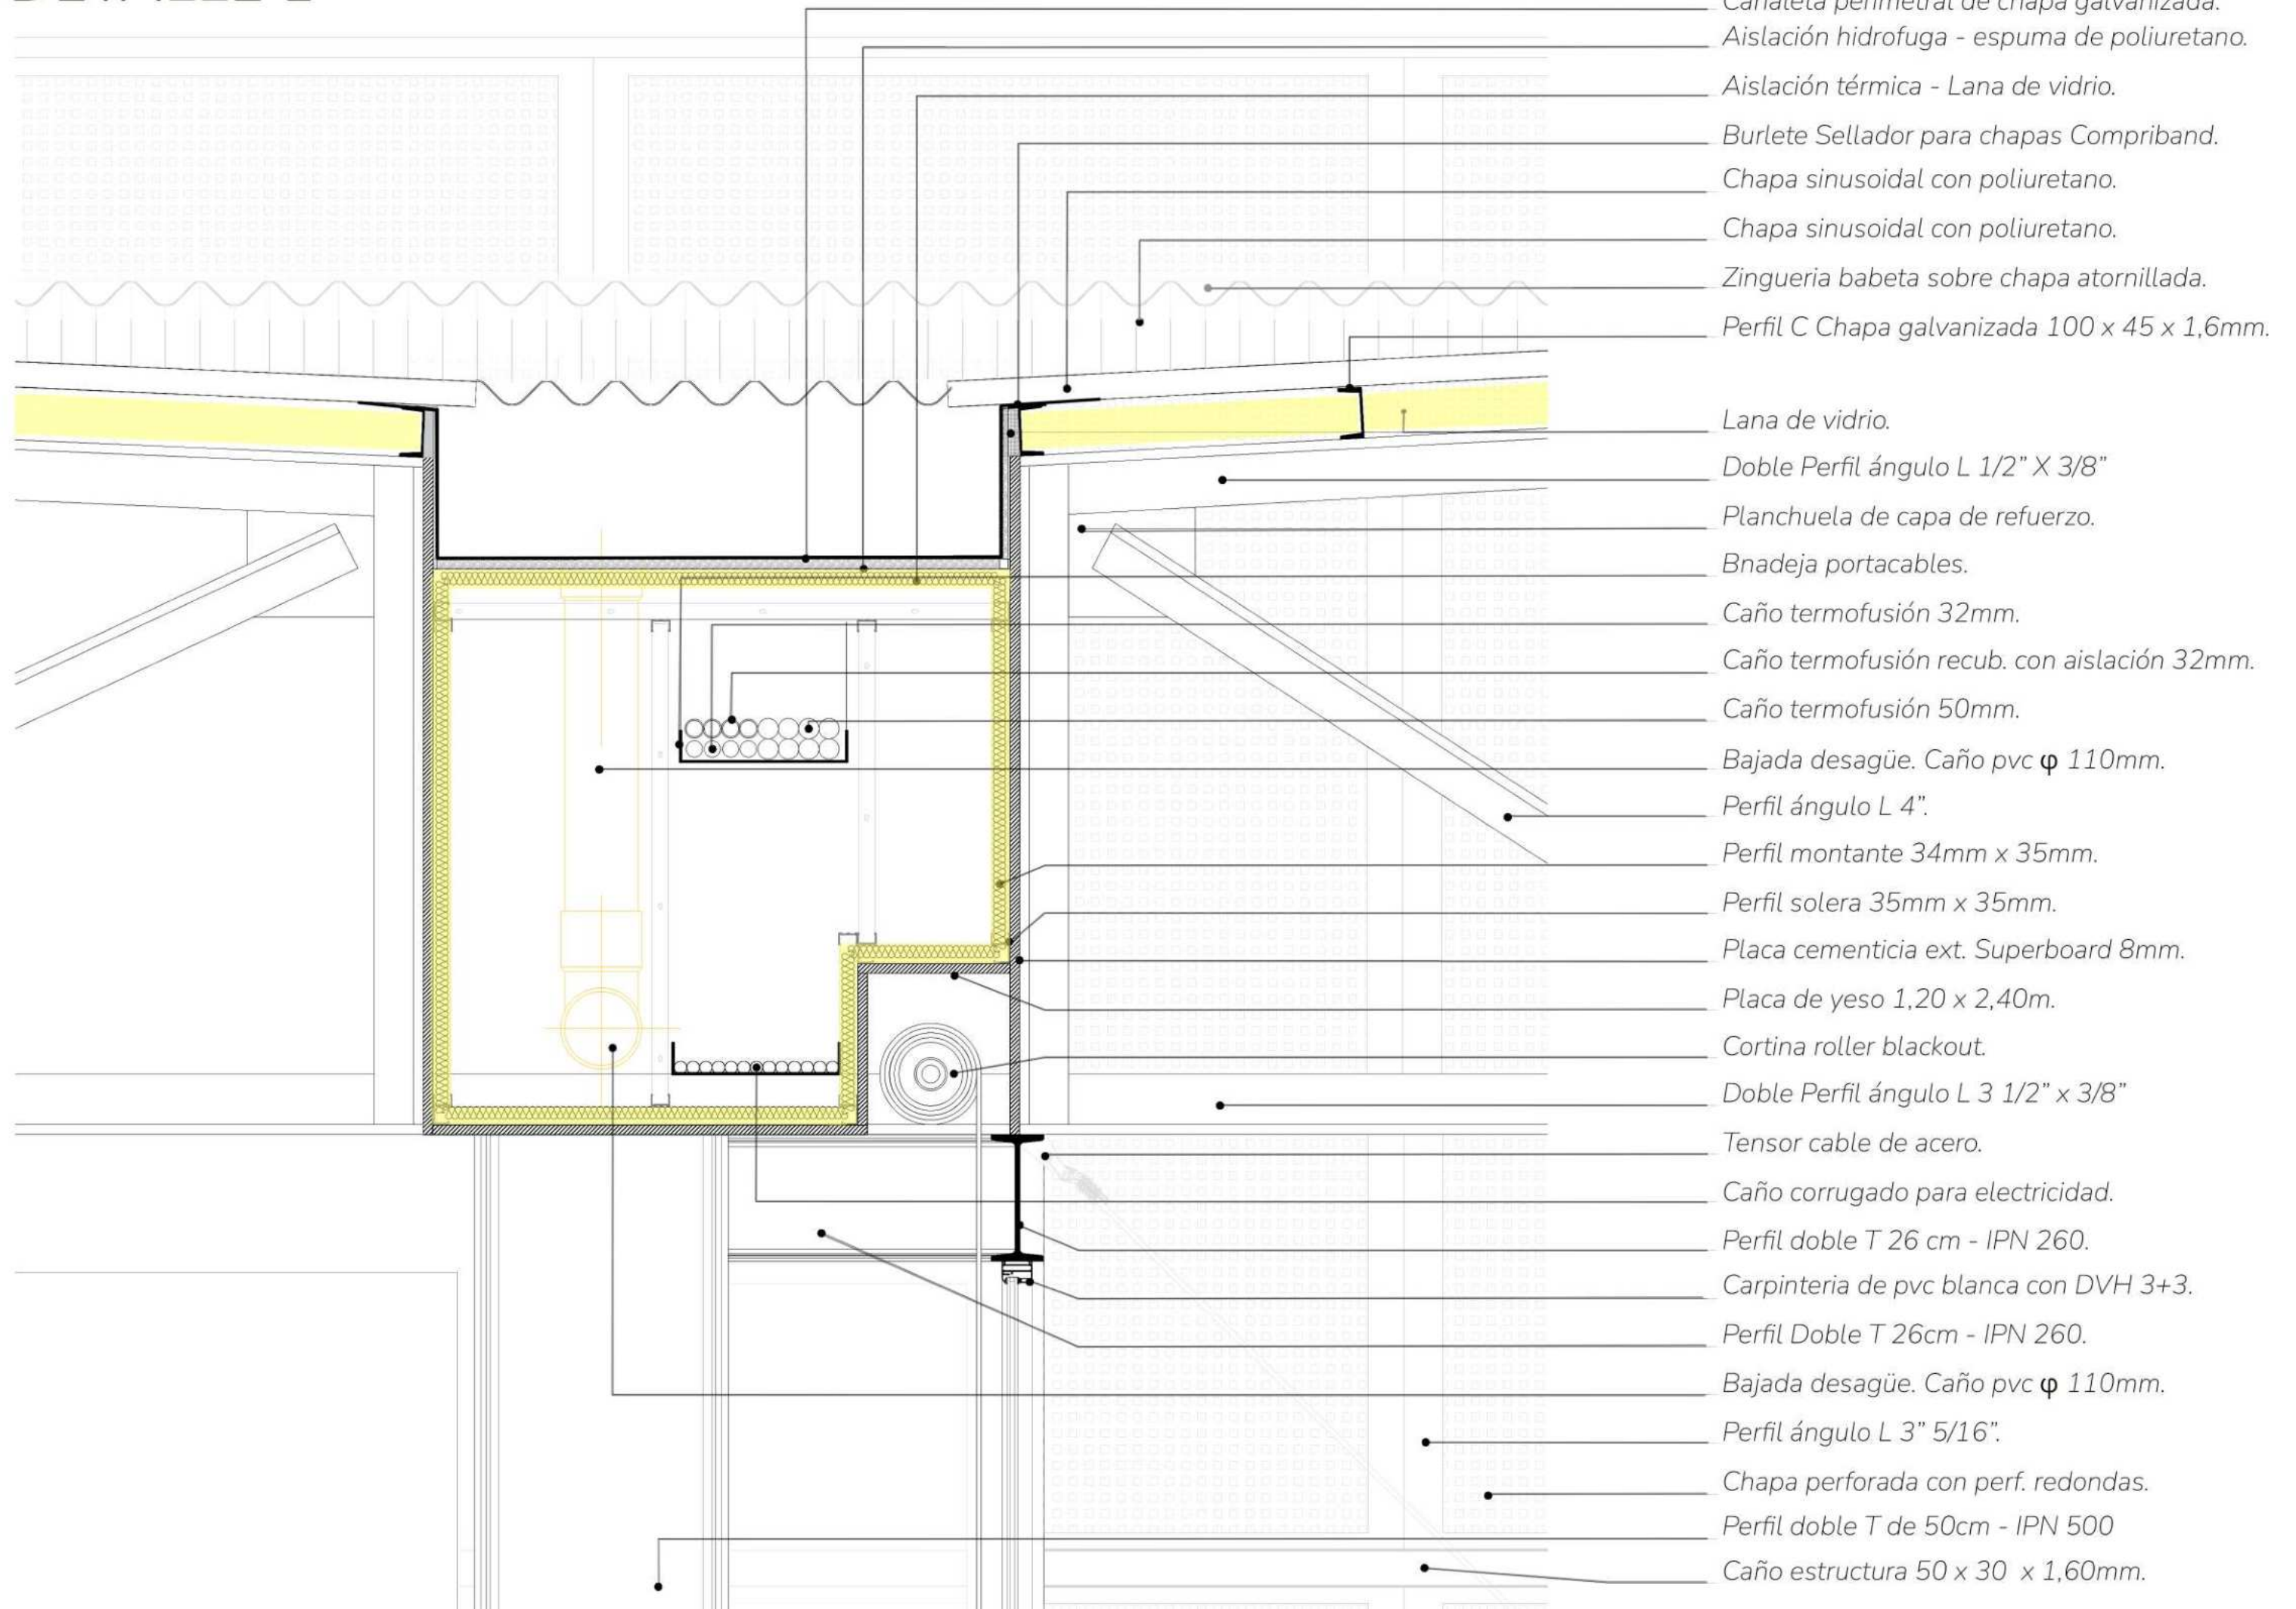 Canaleta perimetral de chapa galvanizada.
Aislación hidrofuga - espuma de poliuretano.
Aislación térmica - Lana de vidrio.
Burlete Sellador para chapas Compriband.
Chapa sinusoidal con poliuretano.
Chapa sinusoidal con poliuretano.
Zingueria babeta sobre chapa atornillada.
Perfil C Chapa galvanizada 100 x 45 x 1,6mm.
Lana de vidrio.
Doble Perfil ángulo L 1/2” X 3/8”
Planchuela de capa de refuerzo.
Bnadeja portacables.
Caño termofusión 32mm.
Caño termofusión recub. con aislación 32mm.
Caño termofusión 50mm.
Bajada desagüe. Caño pvc φ 110mm.
Perfil ángulo L 4”.
Perfil montante 34mm x 35mm.
Perfil solera 35mm x 35mm.
Placa cementicia ext. Superboard 8mm.
Placa de yeso 1,20 x 2,40m.
Cortina roller blackout.
Doble Perfil ángulo L 3 1/2” x 3/8”
Tensor cable de acero.
Caño corrugado para electricidad.
Perfil doble T 26 cm - IPN 260.
Carpinteria de pvc blanca con DVH 3+3.
Perfil Doble T 26cm - IPN 260.
Bajada desagüe. Caño pvc φ 110mm.
Perfil ángulo L 3” 5/16”.
Chapa perforada con perf. redondas.
Perfil doble T de 50cm - IPN 500
Caño estructura 50 x 30 x 1,60mm.